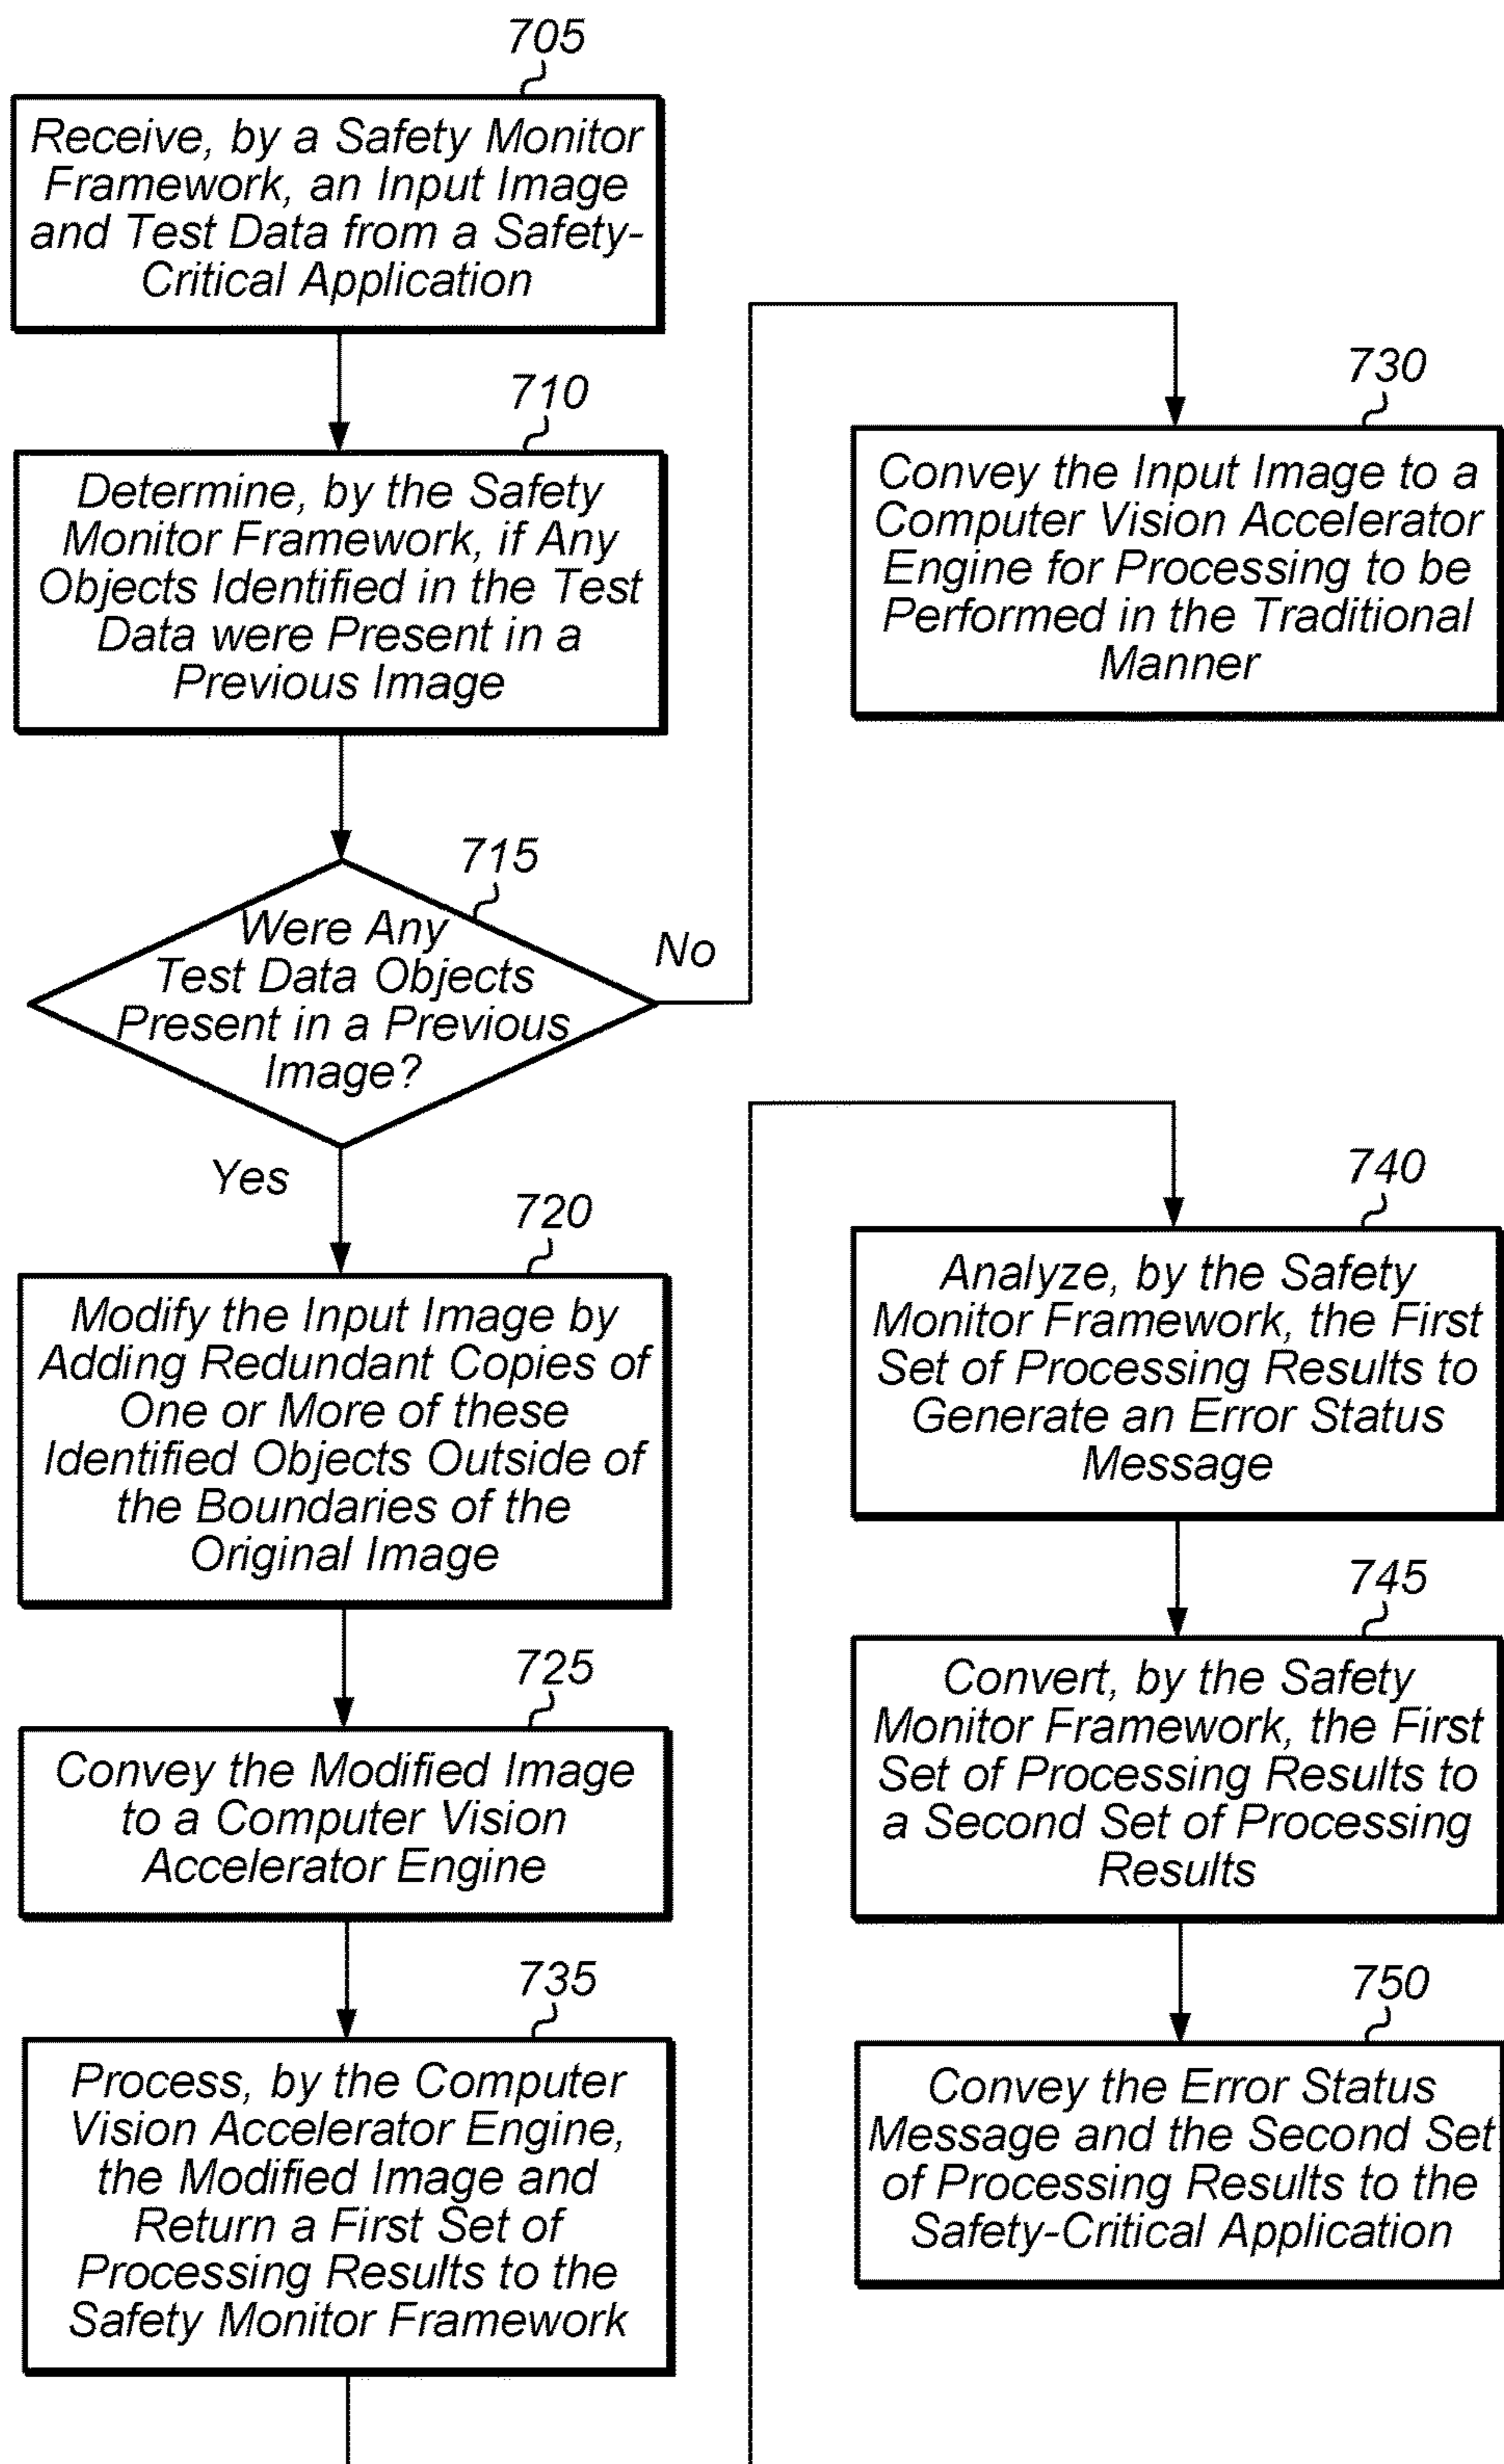 705
Receive, by a Safety Monitor
Framework, an Input Image
and Test Data from a Safety-
Critical Application
710
Determine, by the Safety
Monitor Framework, if Any
Objects Identified in the Test
Data were Present in a
Previous Image
715
Were Any
Test Data Objects
Present in a Previous
Image?
No
Yes
720
Modify the Input Image by
Adding Redundant Copies of
One or More of these
Identified Objects Outside of
the Boundaries of the
Original Image
725
Convey the Modified Image
to a Computer Vision
Accelerator Engine
735
Process, by the Computer
Vision Accelerator Engine,
the Modified Image and
Return a First Set of
Processing Results to the
Safety Monitor Framework
730
Convey the Input Image to a
Computer Vision Accelerator
Engine for Processing to be
Performed in the Traditional
Manner
740
Analyze, by the Safety
Monitor Framework, the First
Set of Processing Results to
Generate an Error Status
Message
745
Convert, by the Safety
Monitor Framework, the First
Set of Processing Results to
a Second Set of Processing
Results
750
Convey the Error Status
Message and the Second Set
of Processing Results to the
Safety-Critical Application